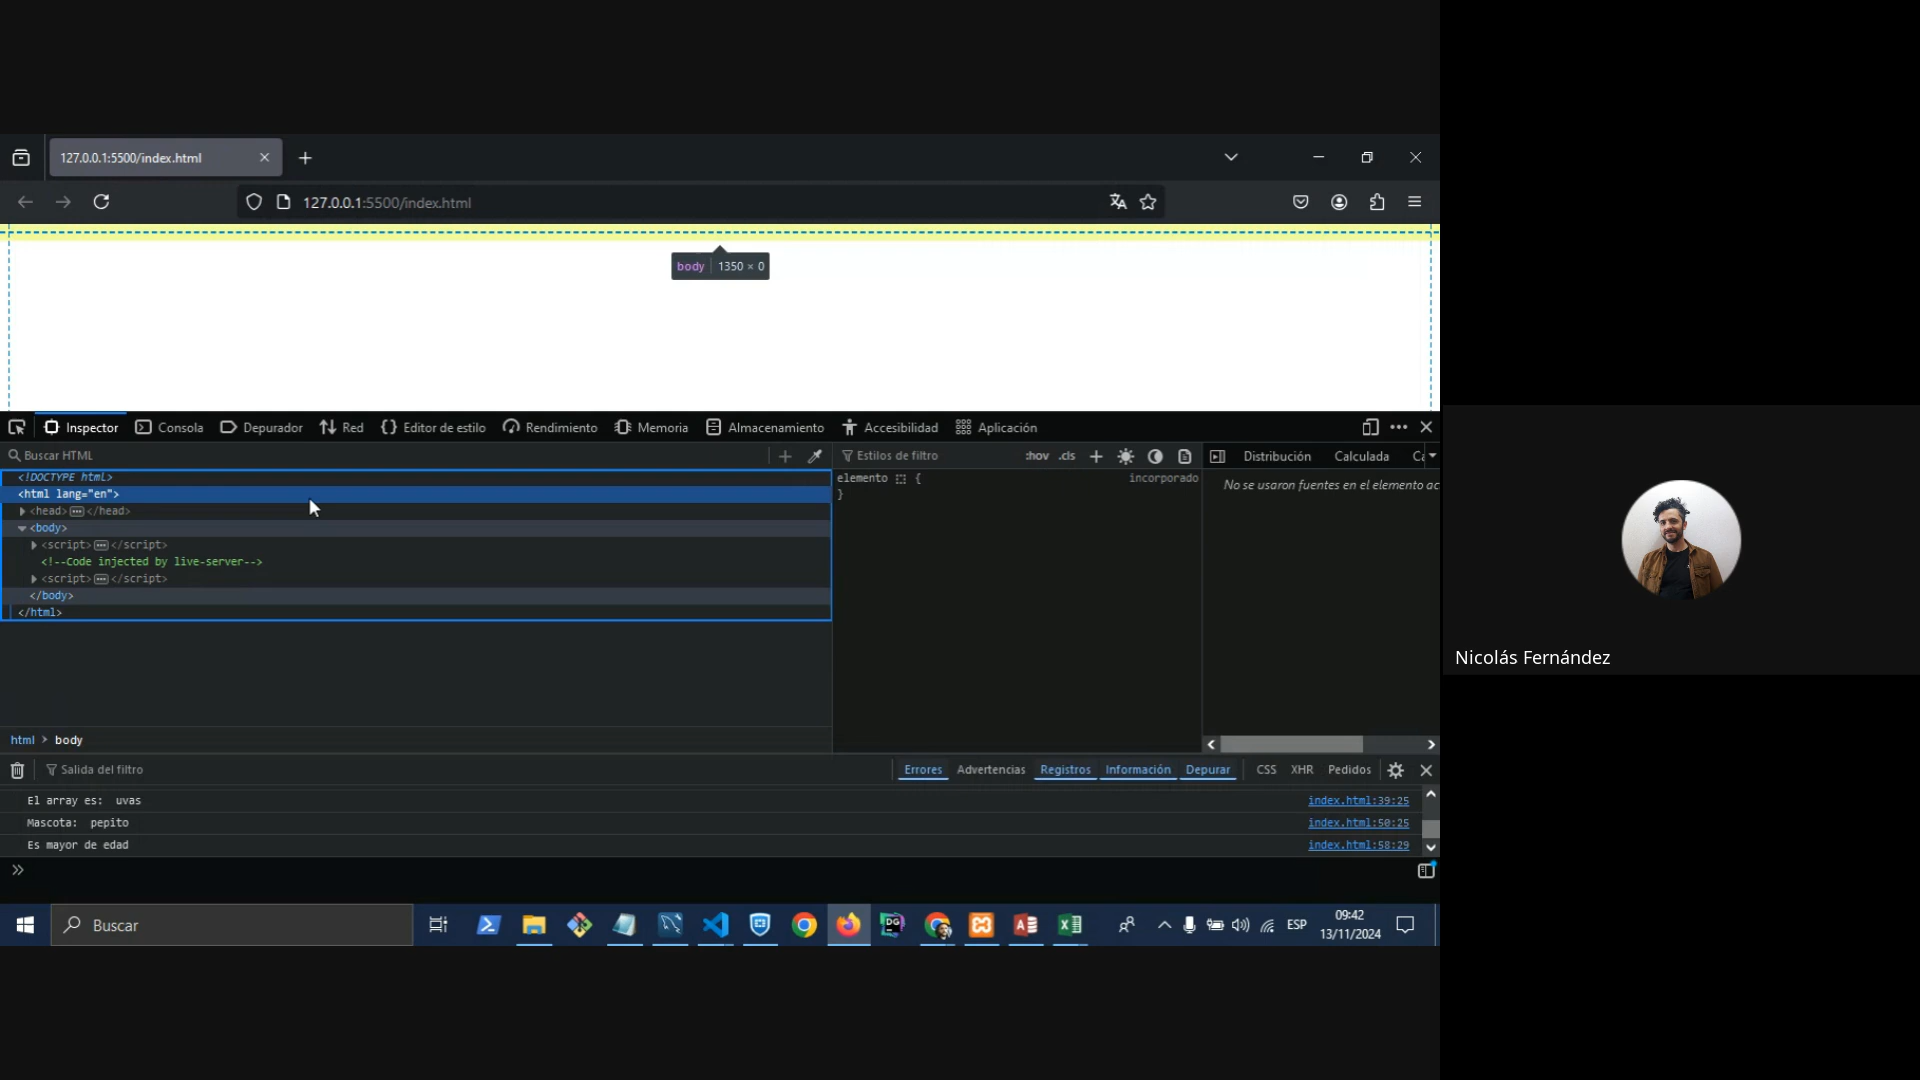 127.0.0.1:5500/index.html
127.0.0.1:5500/index.html
body 1350 × 0
Inspector Consola Depurador Red Editor de estilo Rendimiento Memoria Almacenamiento Accesibilidad Aplicación
Buscar HTML
Estilos de filtro :hov .cls
Distribución Calculada
<!DOCTYPE html>
<html lang="en">
<head> </head>
<body>
<script> </script>
<!--Code injected by live-server-->
<script> </script>
</body>
</html>
elemento { incorporado
}
No se usaron fuentes en el elemento ac
html > body
Salida del filtro Errores Advertencias Registros Información Depurar CSS XHR Pedidos
El array es: uvas index.html:39:25
Mascota: pepito index.html:50:25
Es mayor de edad index.html:58:29
Buscar
DG
ESP
09:42
13/11/2024
Nicolás Fernández